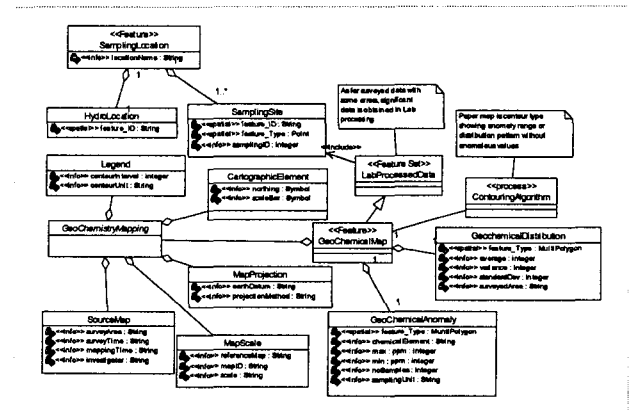 <<Feature>>
SamplingLocation
<<info>> locationName : String
1
1..*
HydroLocation
<<spatial>> feature_ID : String
SamplingSite
<<spatial>> feature_ID : String
<<spatial>> feature_Type : Point
<<info>> samplingID : Integer
As for surveyed data with
some areas, significant
data is obtained in Lab
processing
Paper map is contour type
showing anomaly range or
distribution pattern without
anomalous values
<<include>>
<<Feature Set>>
LabProcessedData
<<process>>
ContouringAlgorithm
Legend
<<info>> : Integer
<<info>> contourUnit : String
CartographicElement
<<info>> northing : Symbol
<<info>> scaleBar : Symbol
GeoChemistryMapping
<<Feature>>
GeoChemicalMap
1
1
GeochemicalDistribution
<<spatial>> feature_Type : MultiPolygon
<<info>> average : Integer
<<info>> variance : Integer
<<info>> standardDev : Integer
<<info>> surveyedArea : String
MapProjection
<<info>> earthDatum : String
<<info>> projectionMethod : String
SourceMap
<<info>> surveyArea : String
<<info>> surveyTime : String
<<info>> mappingTime : String
<<info>> investigator : String
MapScale
<<info>> referenceMap : String
<<info>> mapID : String
<<info>> scale : String
1
GeoChemicalAnomaly
<<spatial>> feature_Type : MultiPolygon
<<info>> chemicalElement : String
<<info>> max : ppm : Integer
<<info>> min : ppm : Integer
<<info>> noSamples : Integer
<<info>> samplingUnit : String